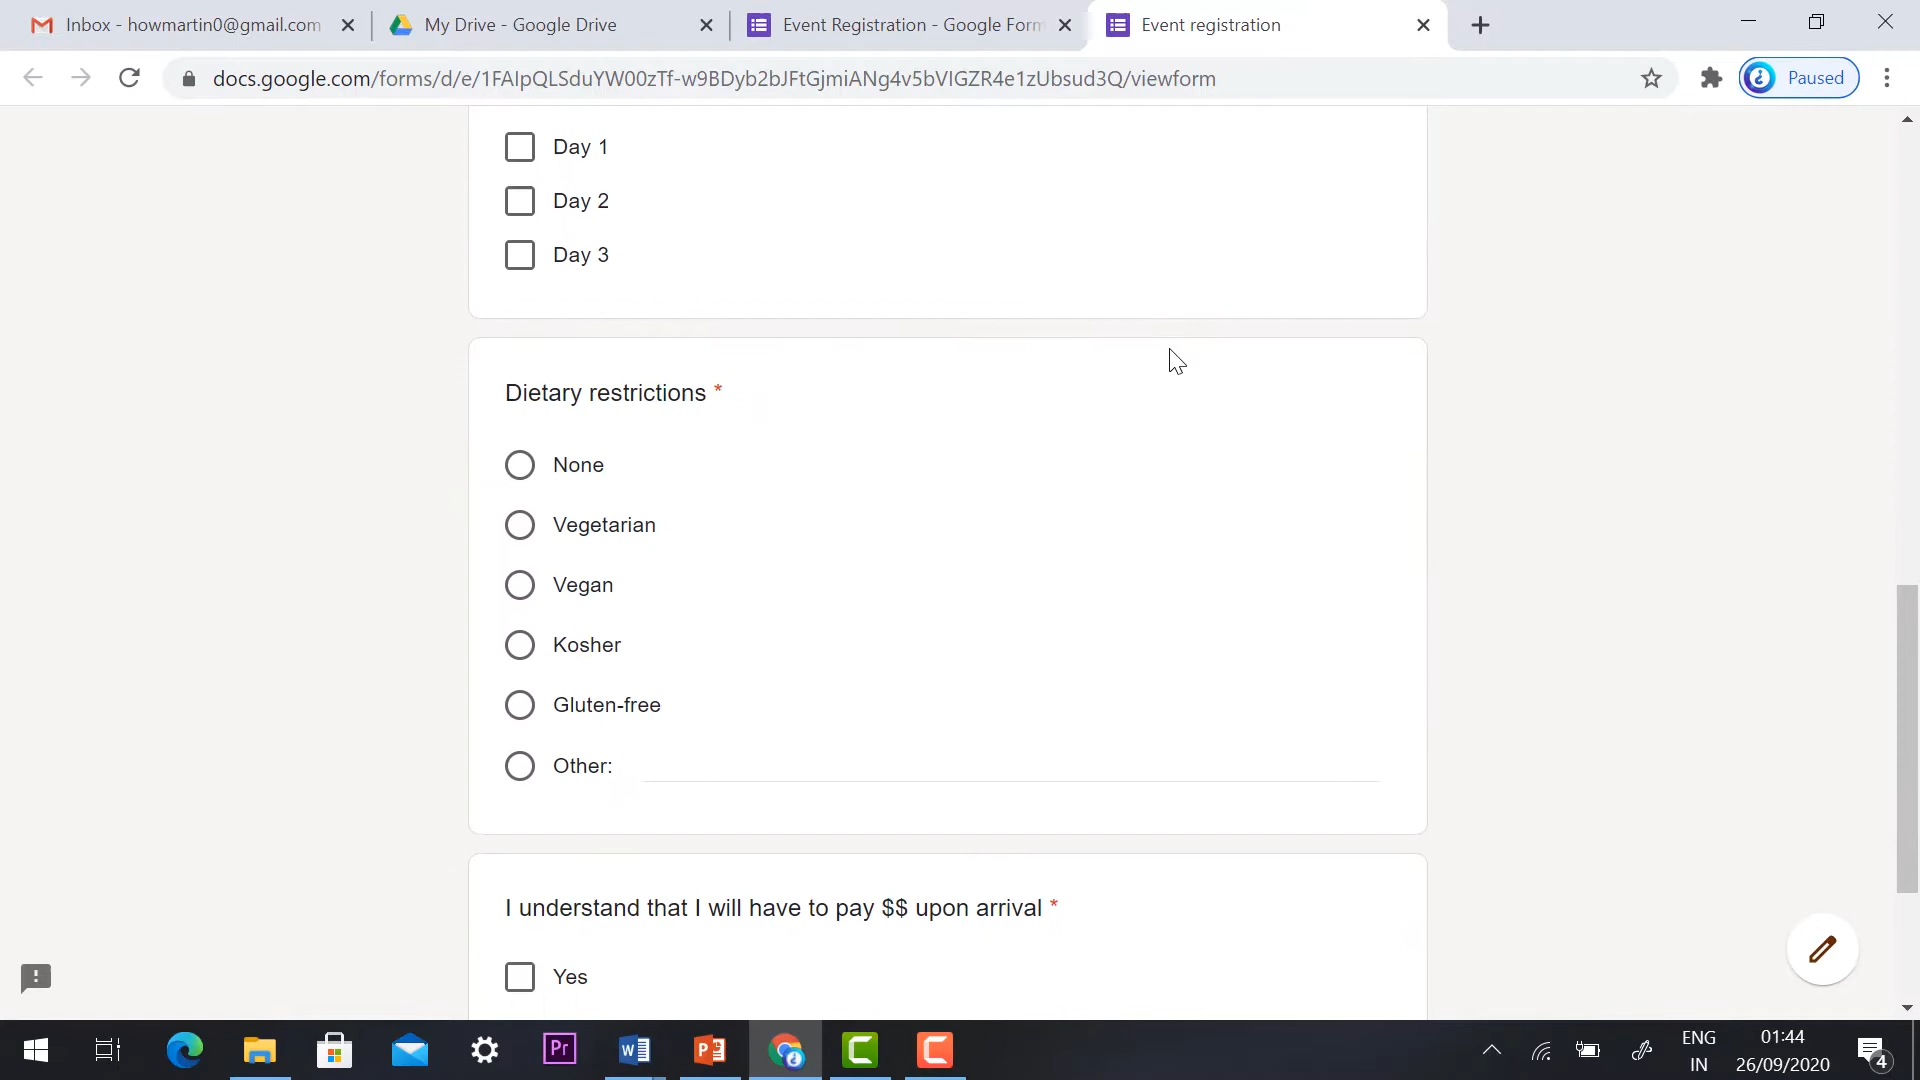 Inbox - howmartin0@gmail.com
My Drive - Google Drive
Event Registration - Google Form
Event registration
docs.google.com/forms/d/e/1FAIpQLSduYW00zTf-w9BDyb2bJFtGjmiANg4v5bVIGZR4e1zUbsud3Q/viewform
Paused
Day 1
Day 2
Day 3
Dietary restrictions *
None
Vegetarian
Vegan
Kosher
Gluten-free
Other:
I understand that I will have to pay $$ upon arrival *
Yes
Pr
W
P
ENG
IN
01:44
26/09/2020
4